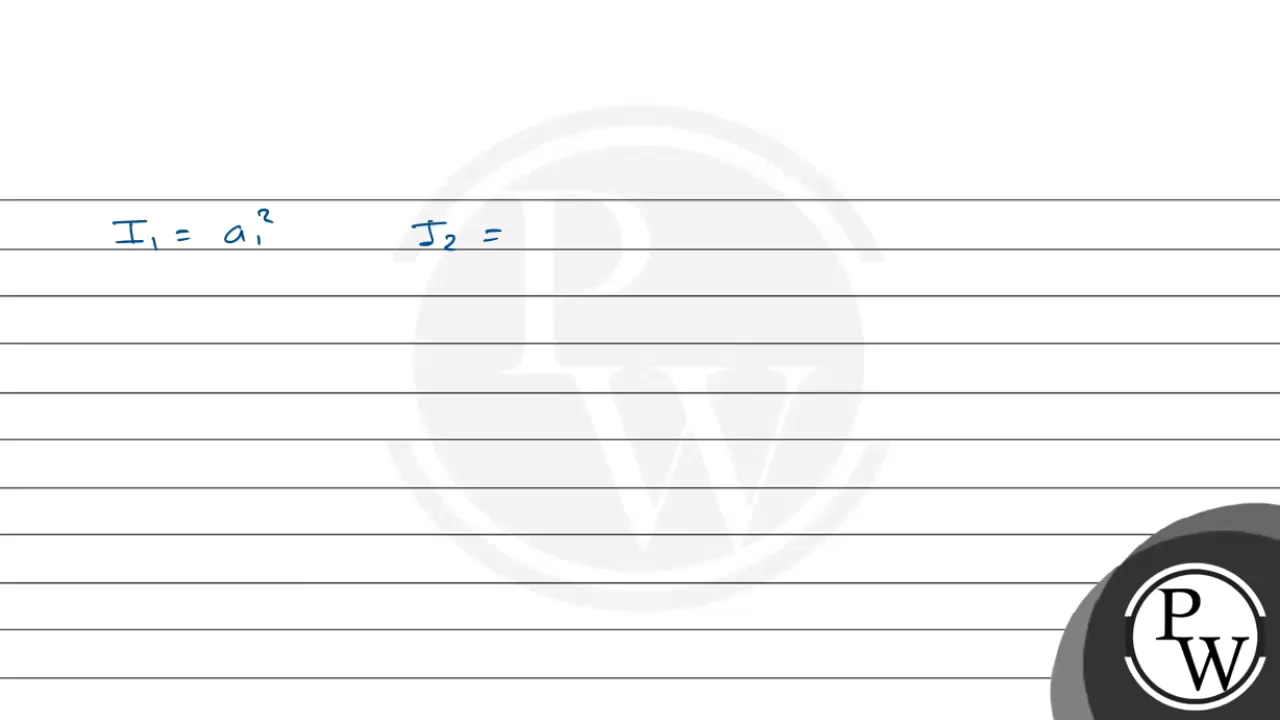 I₁ = a₁² I₂ =
P
W
P
W